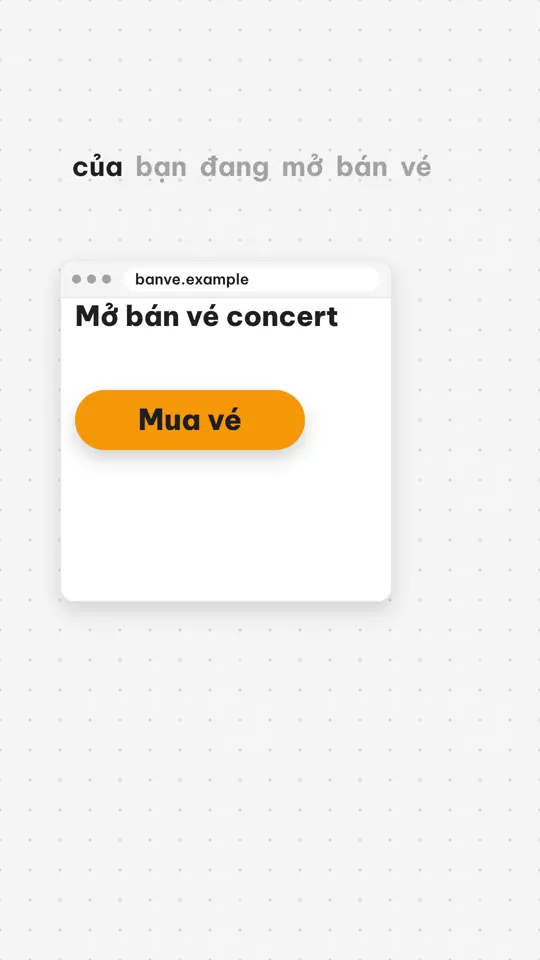 của bạn đang mở bán vé
banve.example
Mở bán vé concert
Mua vé